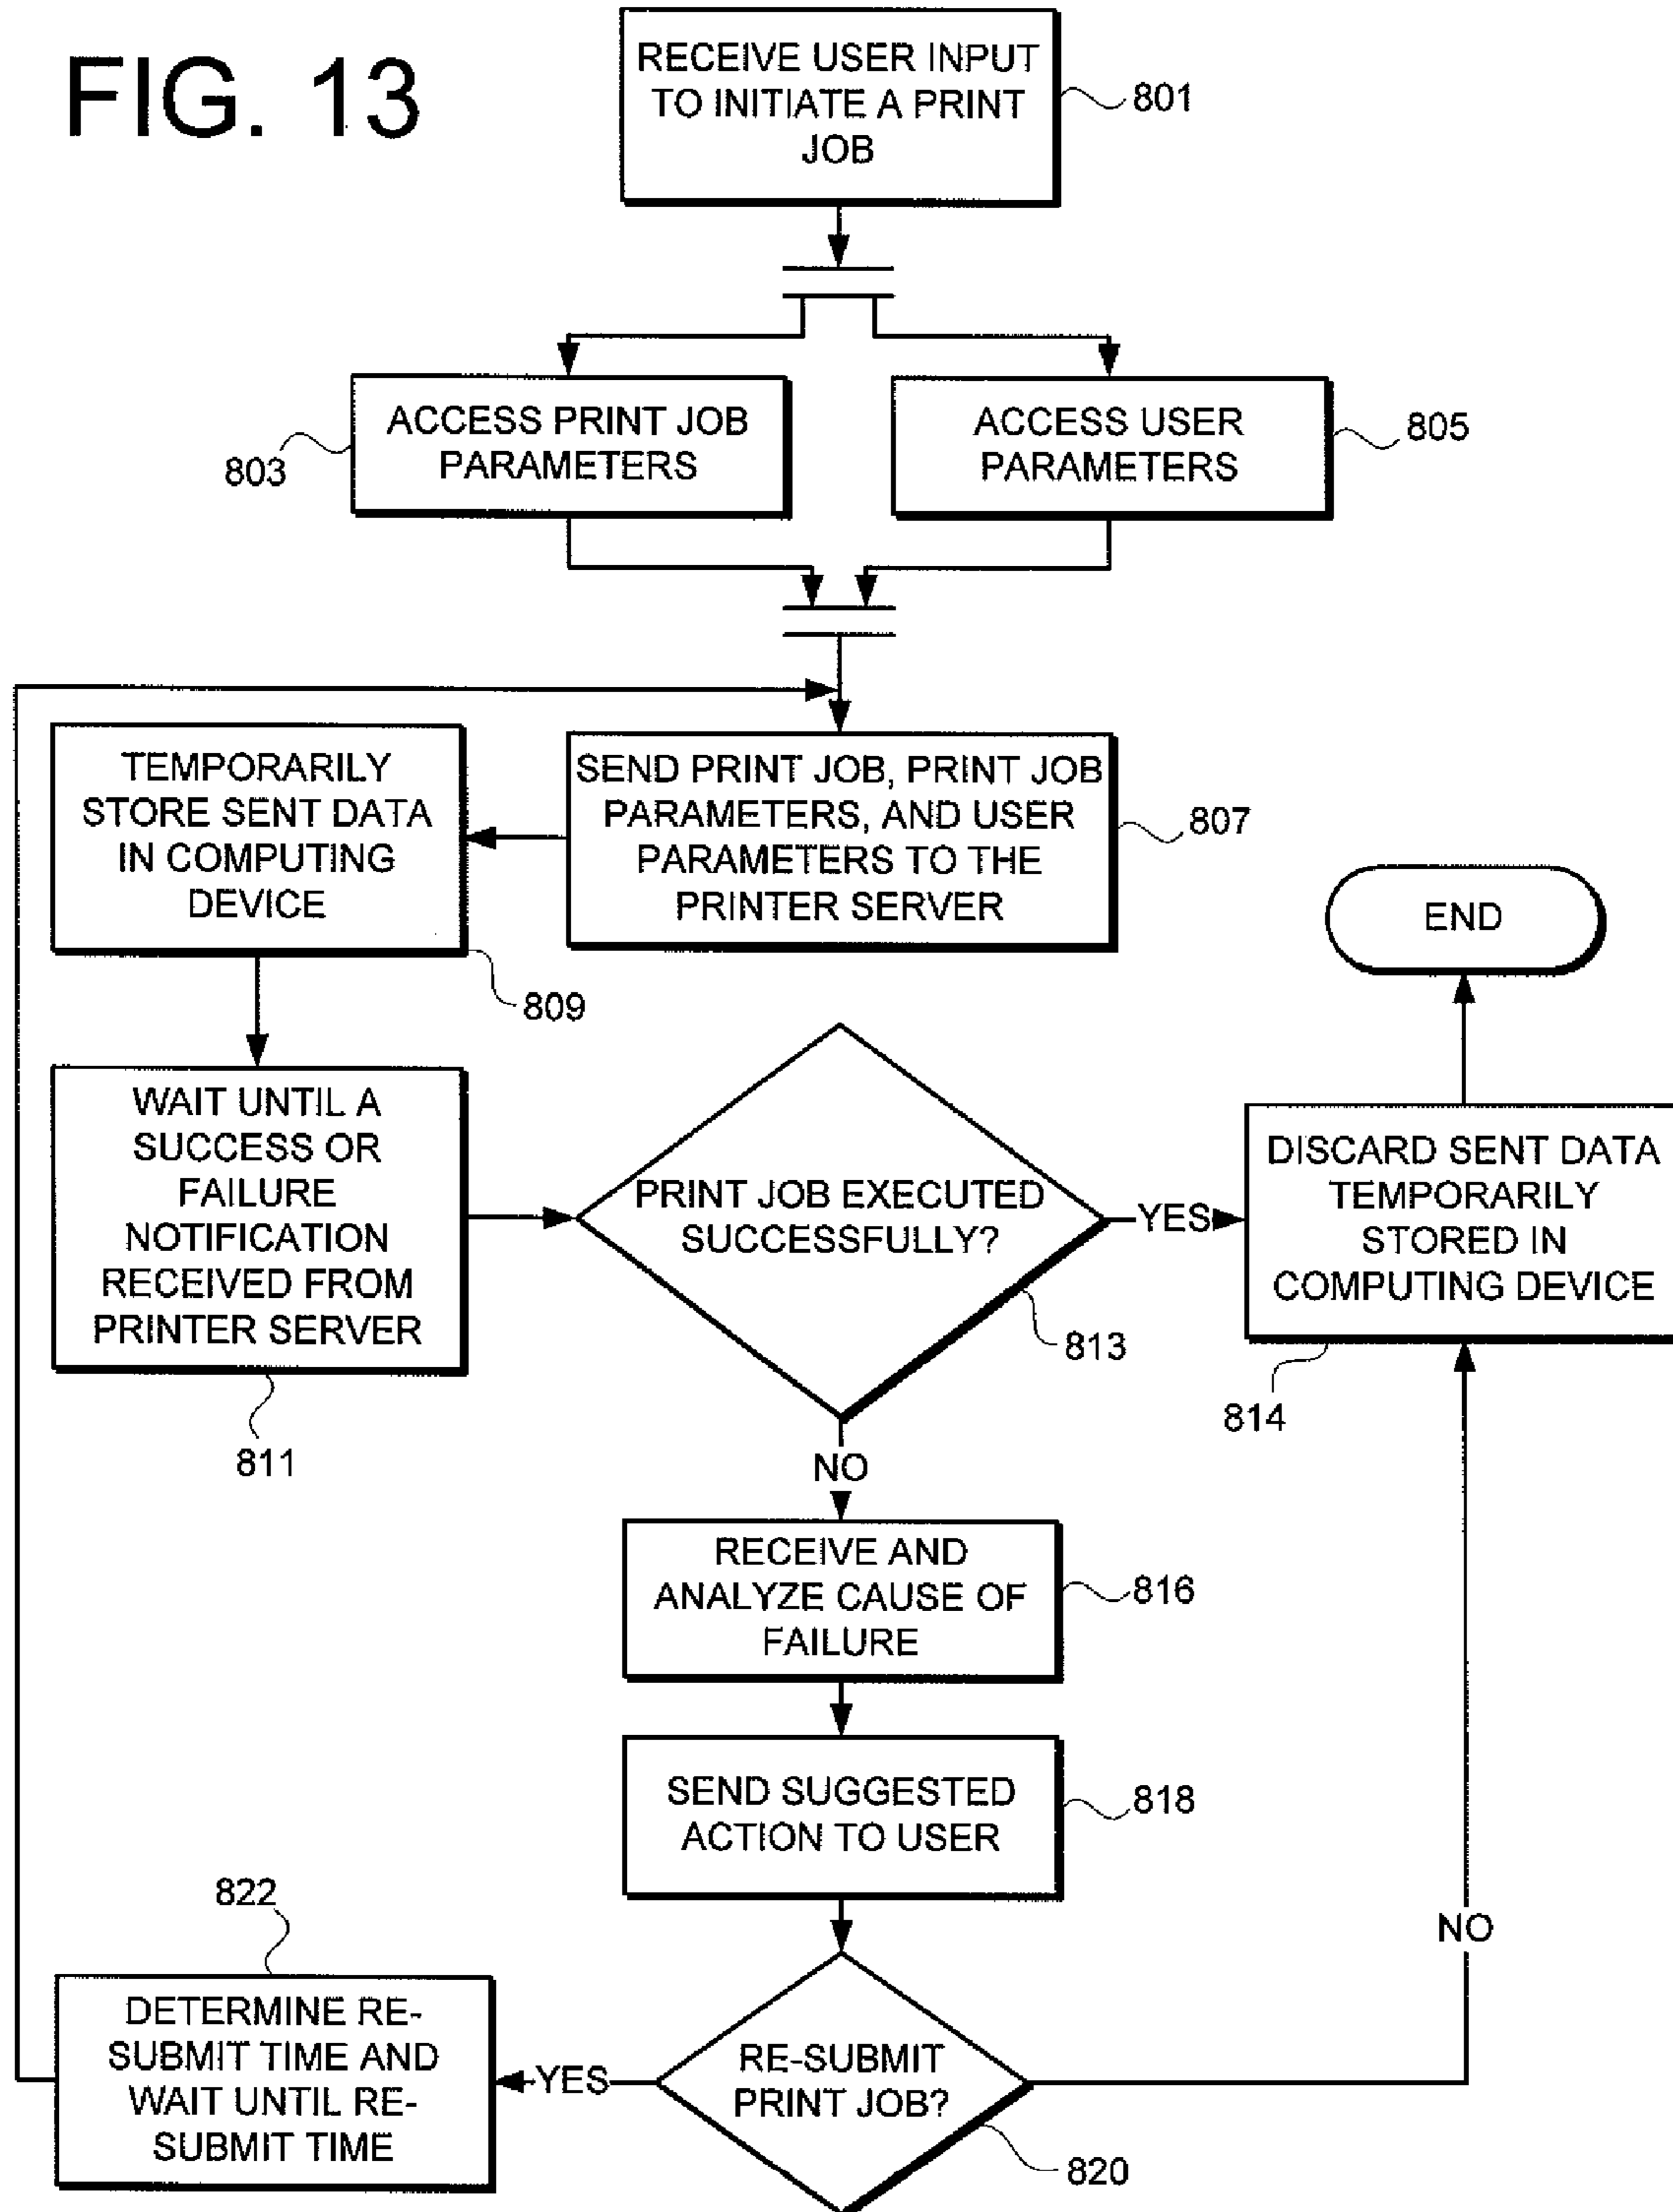 FIG. 13
RECEIVE USER INPUT
TO INITIATE A PRINT
JOB
801
ACCESS PRINT JOB
PARAMETERS
803
ACCESS USER
PARAMETERS
805
TEMPORARILY
STORE SENT DATA
IN COMPUTING
DEVICE
809
SEND PRINT JOB, PRINT JOB
PARAMETERS, AND USER
PARAMETERS TO THE
PRINTER SERVER
807
END
WAIT UNTIL A
SUCCESS OR
FAILURE
NOTIFICATION
RECEIVED FROM
PRINTER SERVER
811
PRINT JOB EXECUTED
SUCCESSFULLY?
813
YES
DISCARD SENT DATA
TEMPORARILY
STORED IN
COMPUTING DEVICE
814
NO
RECEIVE AND
ANALYZE CAUSE OF
FAILURE
816
SEND SUGGESTED
ACTION TO USER
818
822
DETERMINE RE-
SUBMIT TIME AND
WAIT UNTIL RE-
SUBMIT TIME
YES
RE-SUBMIT
PRINT JOB?
820
NO